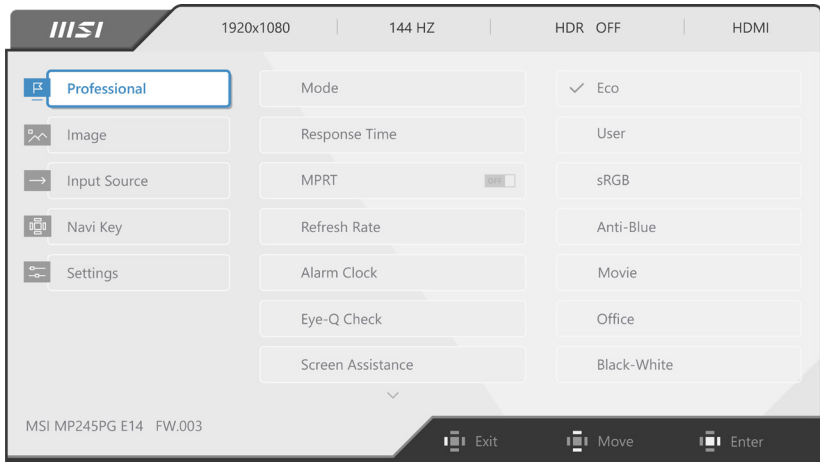 msi 1920x1080 144 HZ HDR OFF HDMI
Professional Mode Eco
Image Response Time User
Input Source MPRT OFF sRGB
Navi Key Refresh Rate Anti-Blue
Settings Alarm Clock Movie
Eye-Q Check Office
Screen Assistance Black-White
MSI MP245PG E14 FW.003
Exit Move Enter